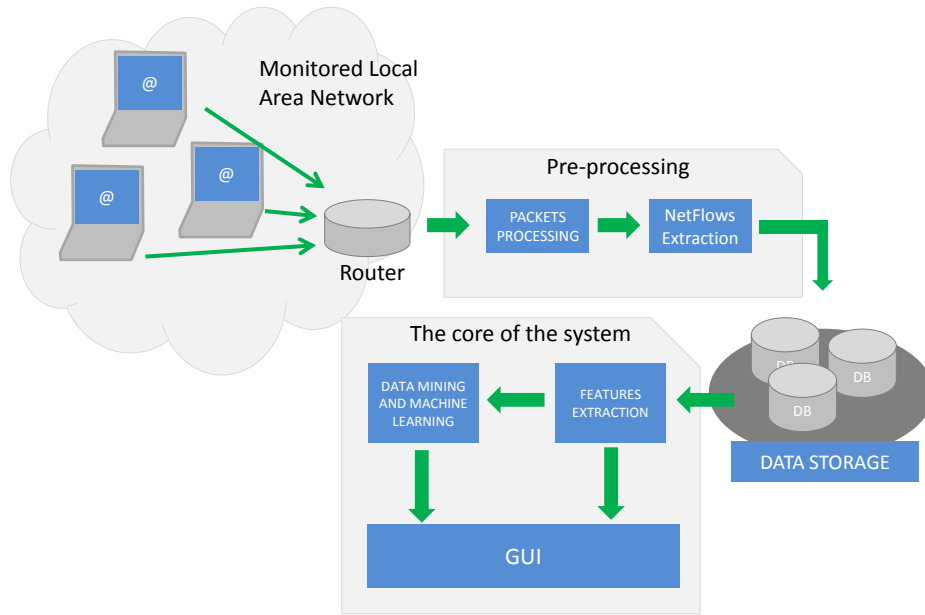 @
Monitored Local
Area Network
@
@
Router
Pre-processing
PACKETS
PROCESSING
NetFlows
Extraction
The core of the system
DATA MINING
AND MACHINE
LEARNING
FEATURES
EXTRACTION
DB
DB
DB
DATA STORAGE
GUI